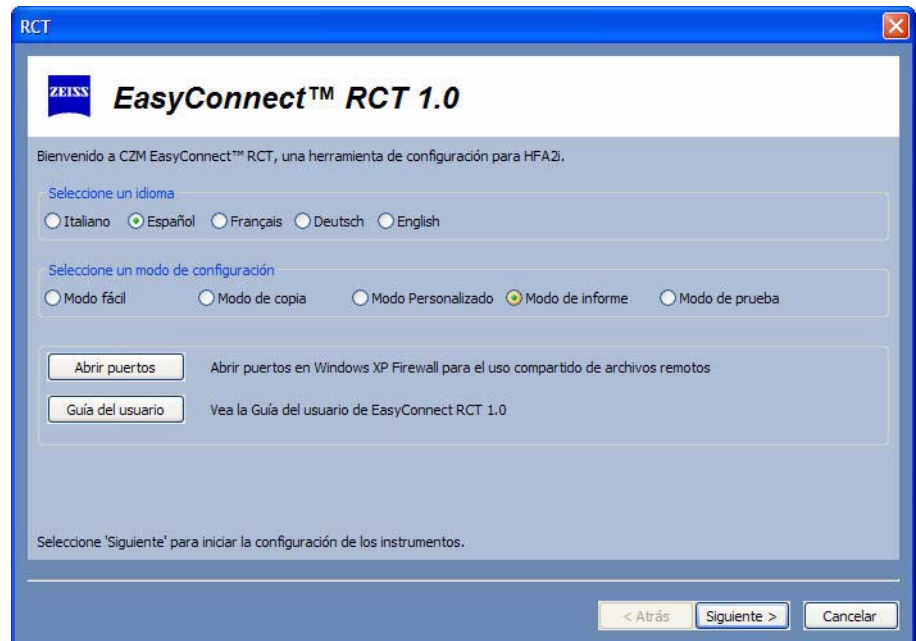 RCT
ZEISS
EasyConnect™ RCT 1.0
Bienvenido a CZM EasyConnect™ RCT, una herramienta de configuración para HFA2i.
Seleccione un idioma
Italiano Español Français Deutsch English
Seleccione un modo de configuración
Modo fácil Modo de copia Modo Personalizado Modo de informe Modo de prueba
Abrir puertos Abrir puertos en Windows XP Firewall para el uso compartido de archivos remotos
Guía del usuario Vea la Guía del usuario de EasyConnect RCT 1.0
Seleccione 'Siguiente' para iniciar la configuración de los instrumentos.
< Atrás Siguiente > Cancelar